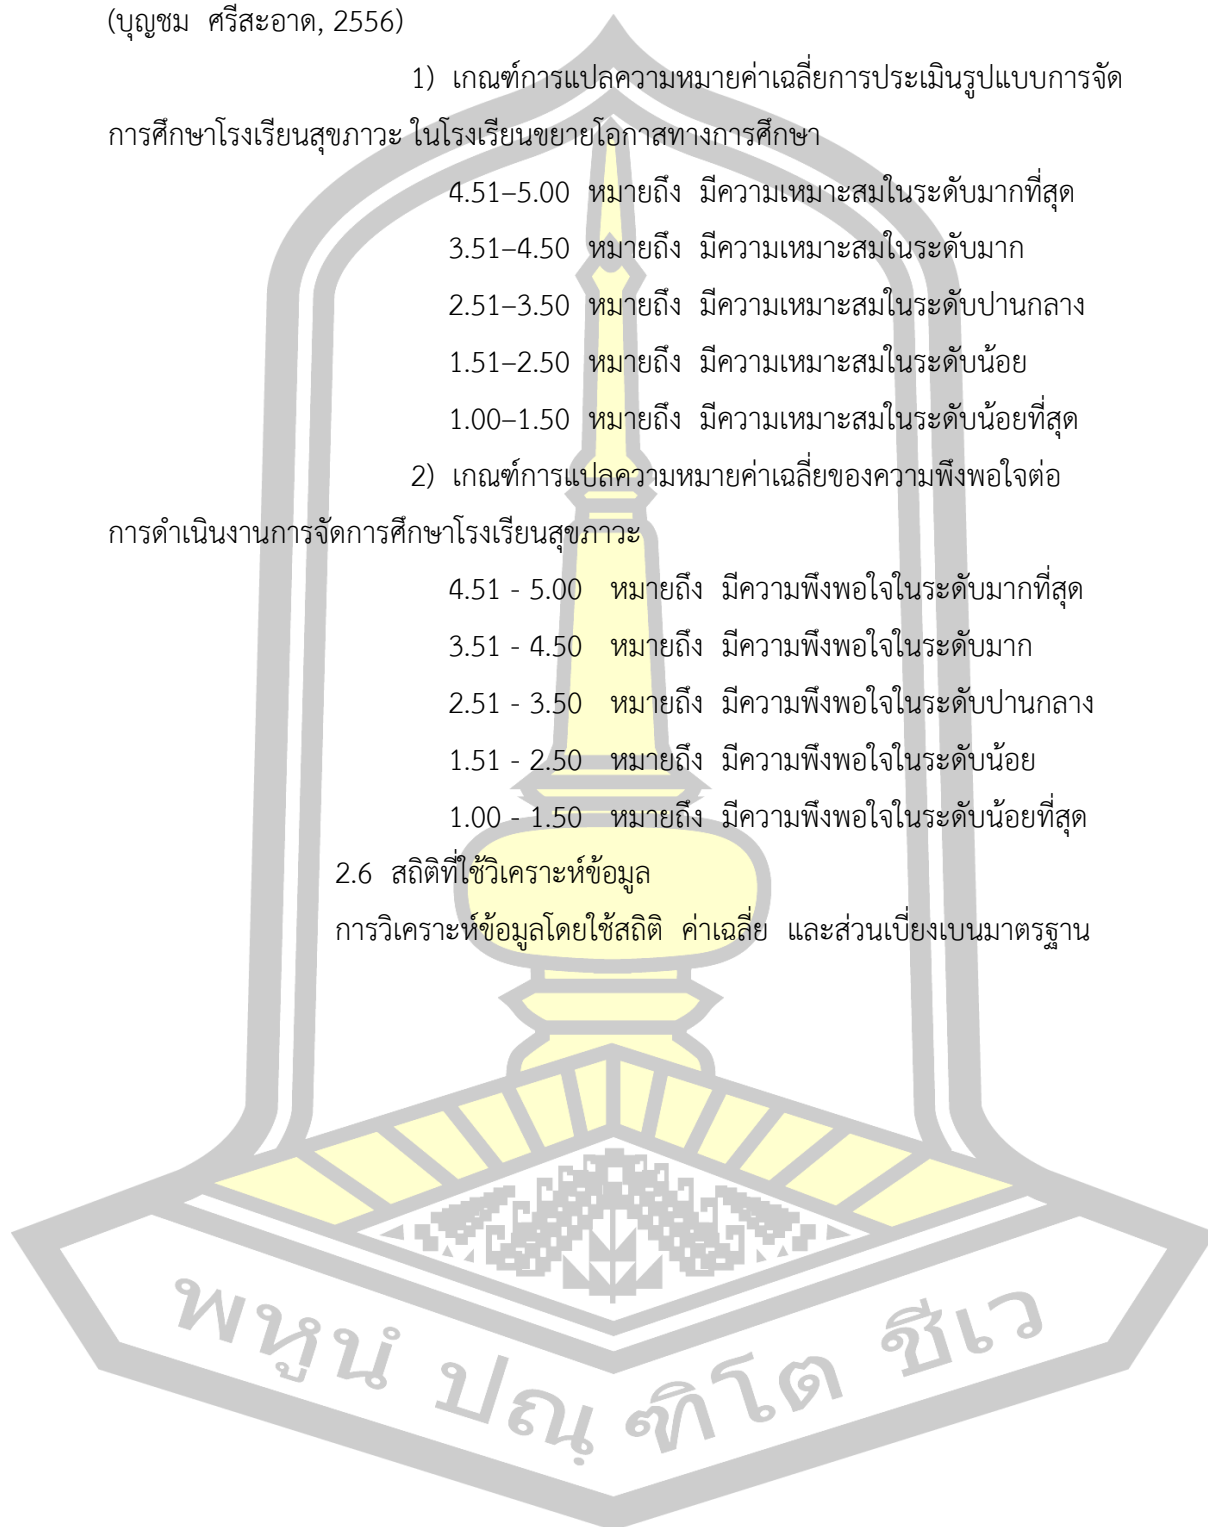 (บุญชม ศรีสะอาด, 2556)
1) เกณฑ์การแปลความหมายค่าเฉลี่ยการประเมินรูปแบบการจัด
การศึกษาโรงเรียนสุขภาวะ ในโรงเรียนขยายโอกาสทางการศึกษา
4.51–5.00 หมายถึง มีความเหมาะสมในระดับมากที่สุด
3.51–4.50 หมายถึง มีความเหมาะสมในระดับมาก
2.51–3.50 หมายถึง มีความเหมาะสมในระดับปานกลาง
1.51–2.50 หมายถึง มีความเหมาะสมในระดับน้อย
1.00–1.50 หมายถึง มีความเหมาะสมในระดับน้อยที่สุด
2) เกณฑ์การแปลความหมายค่าเฉลี่ยของความพึงพอใจต่อ
การดำเนินงานการจัดการศึกษาโรงเรียนสุขภาวะ
4.51 - 5.00 หมายถึง มีความพึงพอใจในระดับมากที่สุด
3.51 - 4.50 หมายถึง มีความพึงพอใจในระดับมาก
2.51 - 3.50 หมายถึง มีความพึงพอใจในระดับปานกลาง
1.51 - 2.50 หมายถึง มีความพึงพอใจในระดับน้อย
1.00 - 1.50 หมายถึง มีความพึงพอใจในระดับน้อยที่สุด
2.6 สถิติที่ใช้วิเคราะห์ข้อมูล
การวิเคราะห์ข้อมูลโดยใช้สถิติ ค่าเฉลี่ย และส่วนเบี่ยงเบนมาตรฐาน
พหูนํ ปณฺฑิโต ชีเว